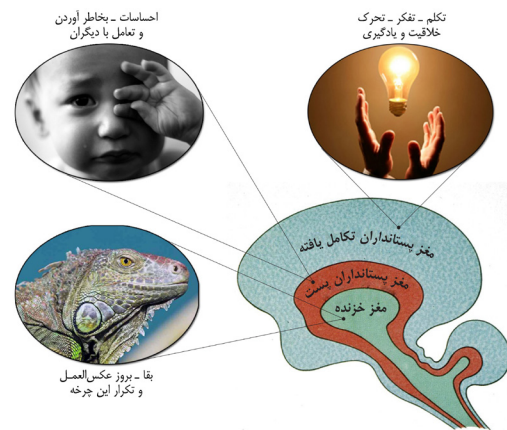 تکلم ـ تفکر ـ تحرک
خلاقیت و یادگیری
احساسات ـ بخاطر آوردن
و تعامل با دیگران
مغز پستانداران تکامل یافته
مغز پستانداران پست
مغز خزنده
بقا ـ بروز عکس‌العمـل
و تکرار این چرخه